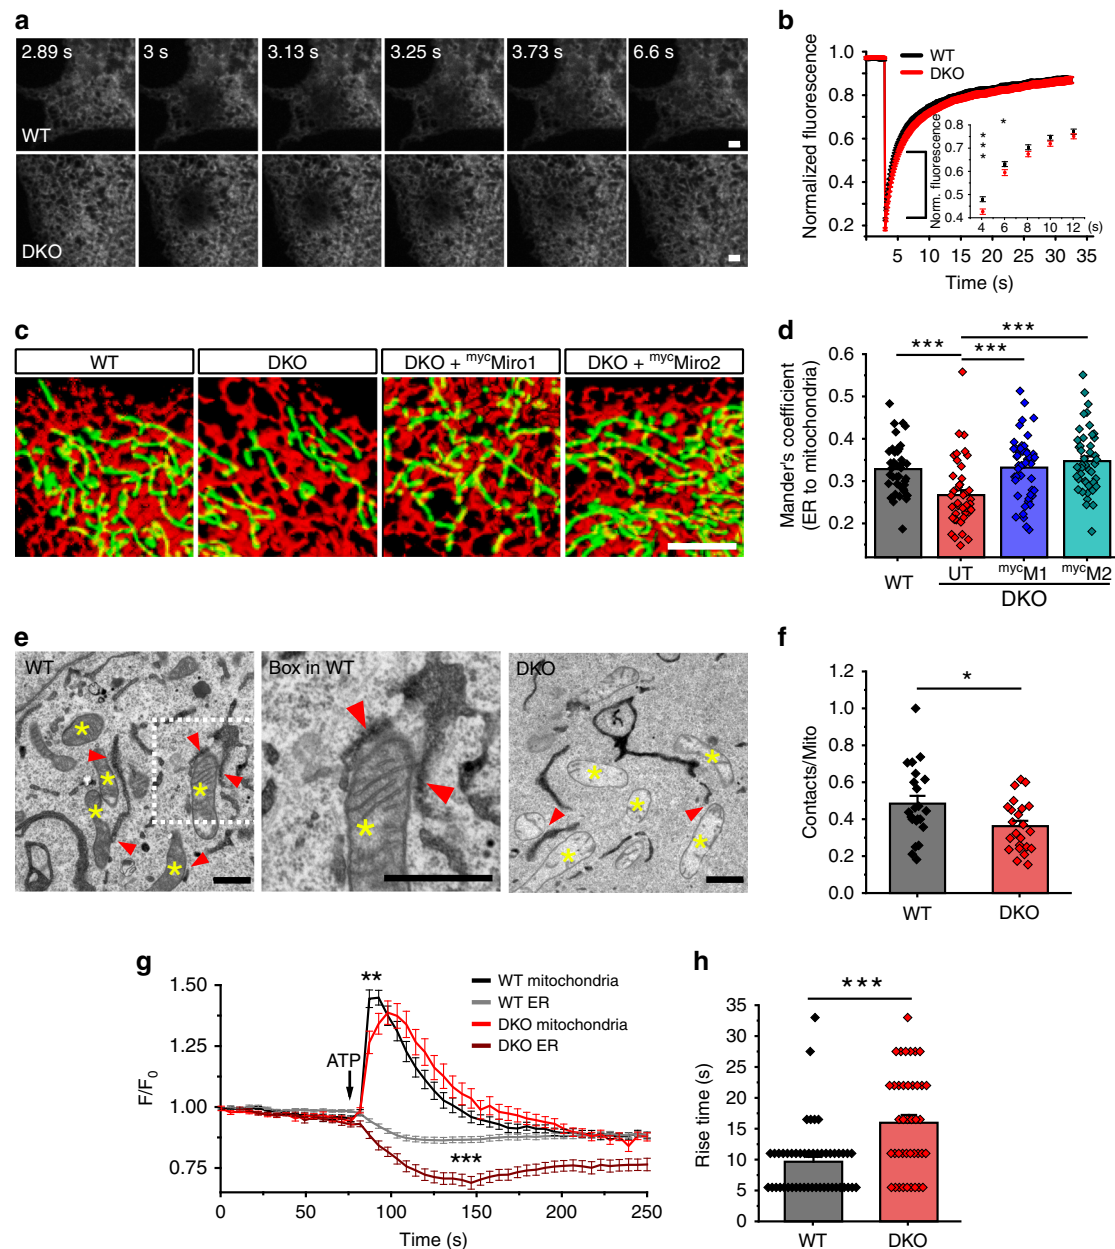 a
2.89 s
3 s
3.13 s
3.25 s
3.73 s
6.6 s
WT
DKO
b
WT
DKO
Normalized fluorescence
1.0
0.8
0.6
0.4
0.2
5 10 15 20 25 30 35
Time (s)
Norm. fluorescence
0.8
0.7
0.6
0.5
0.4
4 6 8 10 12 (s)
* * *
*
c
WT
DKO
DKO + mycMiro1
DKO + mycMiro2
d
***
*** ***
Mander's coefficient
(ER to mitochondria)
0.6
0.5
0.4
0.3
0.2
WT
UT
mycM1
mycM2
DKO
e
WT
Box in WT
DKO
f
*
Contacts/Mito
1.2
1.0
0.8
0.6
0.4
0.2
0.0
WT
DKO
g
F/F0
1.50
1.25
1.00
0.75
**
ATP
***
WT mitochondria
WT ER
DKO mitochondria
DKO ER
0 50 100 150 200 250
Time (s)
h
***
Rise time (s)
35
30
25
20
15
10
5
0
WT
DKO